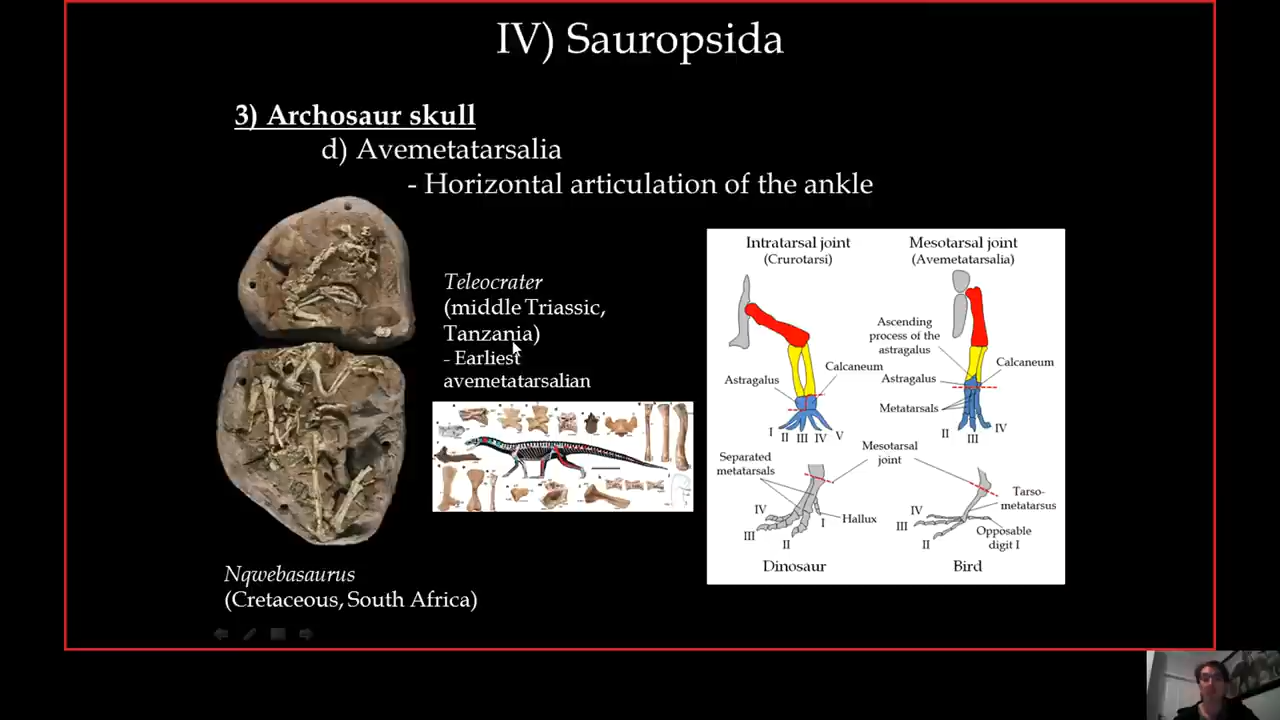 IV) Sauropsida
3) Archosaur skull
d) Avemetatarsalia
- Horizontal articulation of the ankle
Teleocrater
(middle Triassic,
Tanzania)
- Earliest
avemetatarsalian
Nqwebasaurus
(Cretaceous, South Africa)
Intratarsal joint
(Crurotarsi)
Mesotarsal joint
(Avemetatarsalia)
Ascending
process of the
astragalus
Calcaneum
Calcaneum
Astragalus
Astragalus
Metatarsals
I II III IV V
II III IV
Separated
metatarsals
Mesotarsal
joint
Tarso-
metatarsus
IV
III
II
I
Hallux
IV
III
II
Opposable
digit I
Dinosaur
Bird